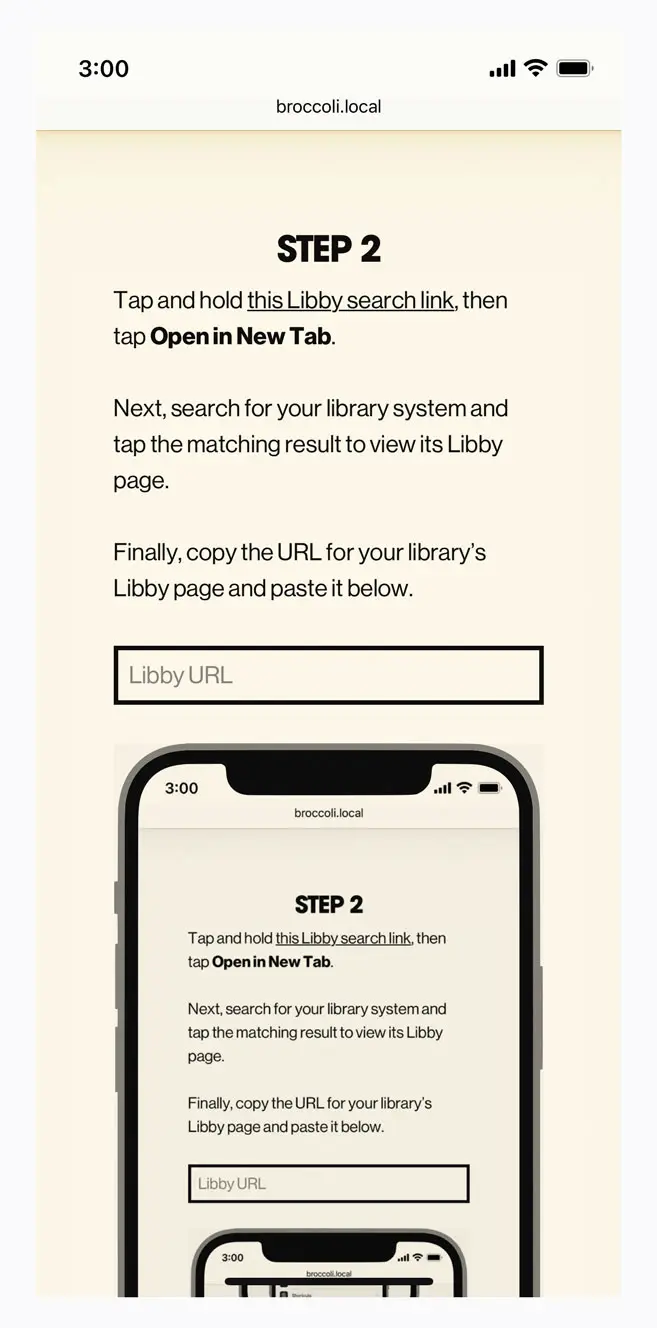 3:00
broccoli.local
STEP 2
Tap and hold this Libby search link, then
tap Open in New Tab.
Next, search for your library system and
tap the matching result to view its Libby
page.
Finally, copy the URL for your library’s
Libby page and paste it below.
Libby URL
3:00
broccoli.local
STEP 2
Tap and hold this Libby search link, then
tap Open in New Tab.
Next, search for your library system and
tap the matching result to view its Libby
page.
Finally, copy the URL for your library’s
Libby page and paste it below.
Libby URL
3:00
broccoli.local